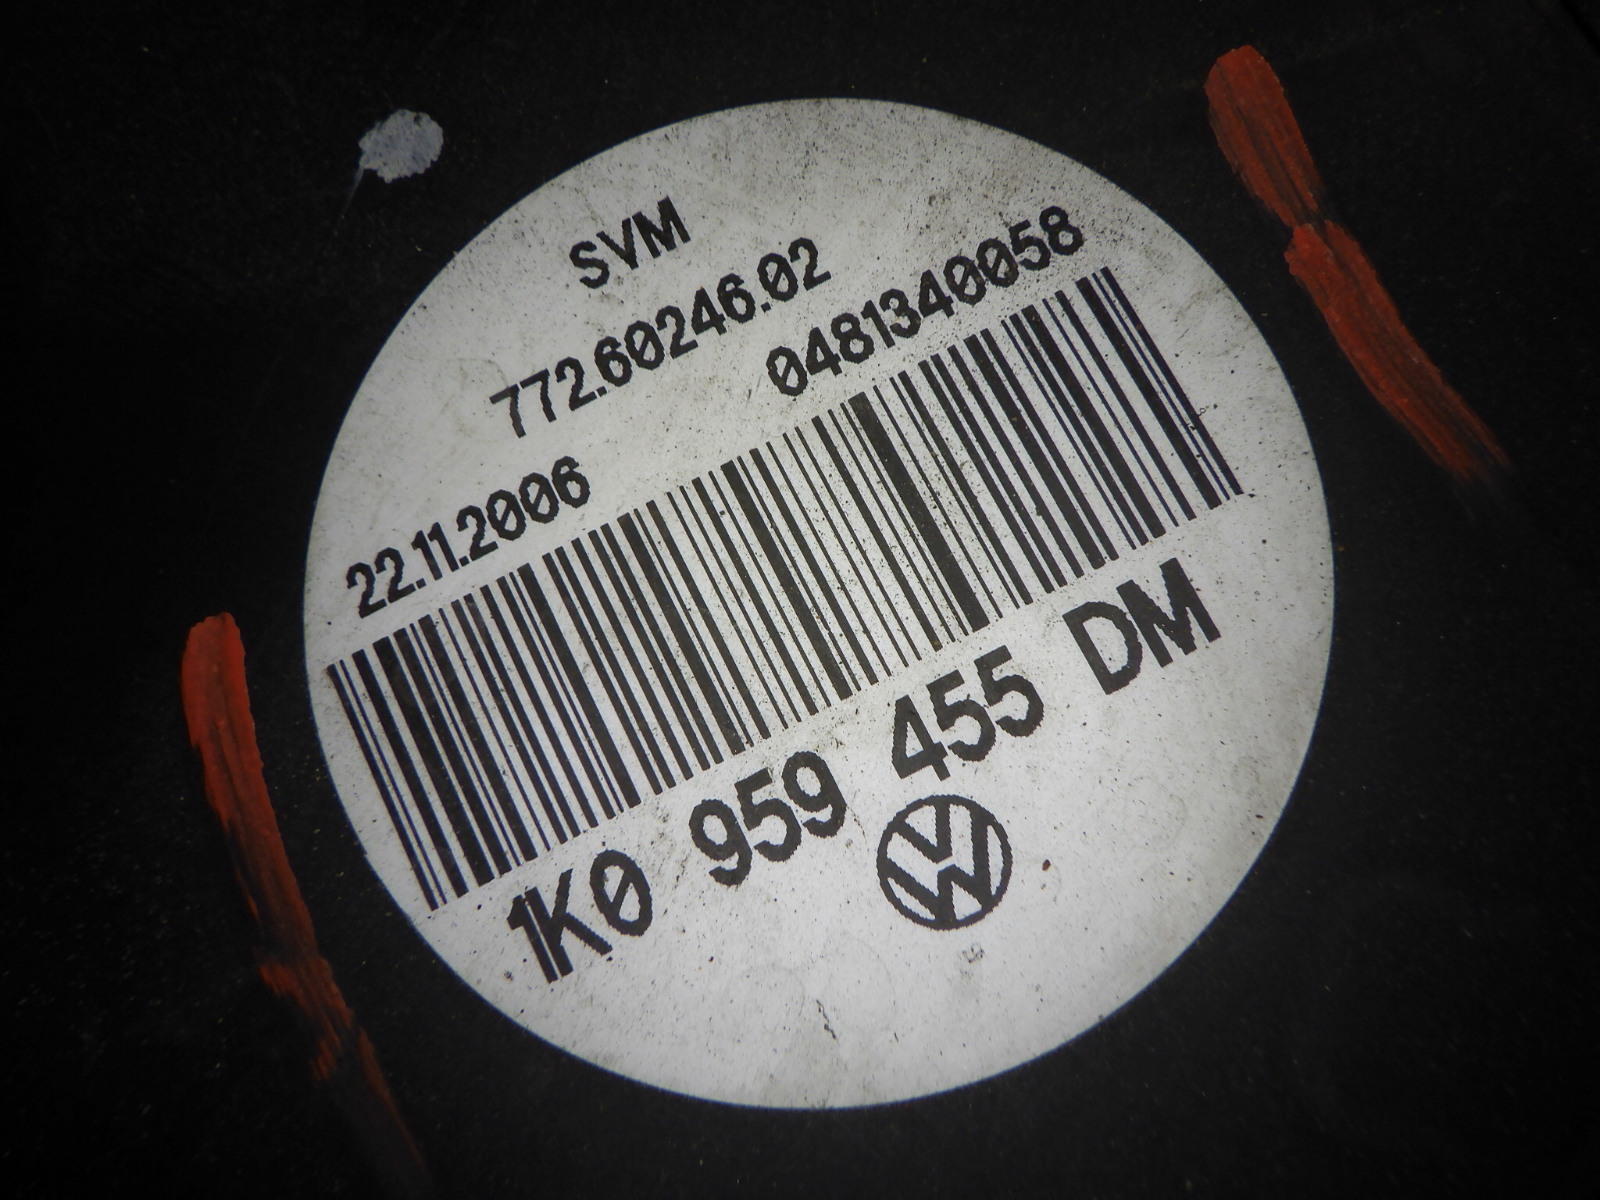 SVM
772.60246.02
22.11.2006 0481340058
1K0 959 455 DM